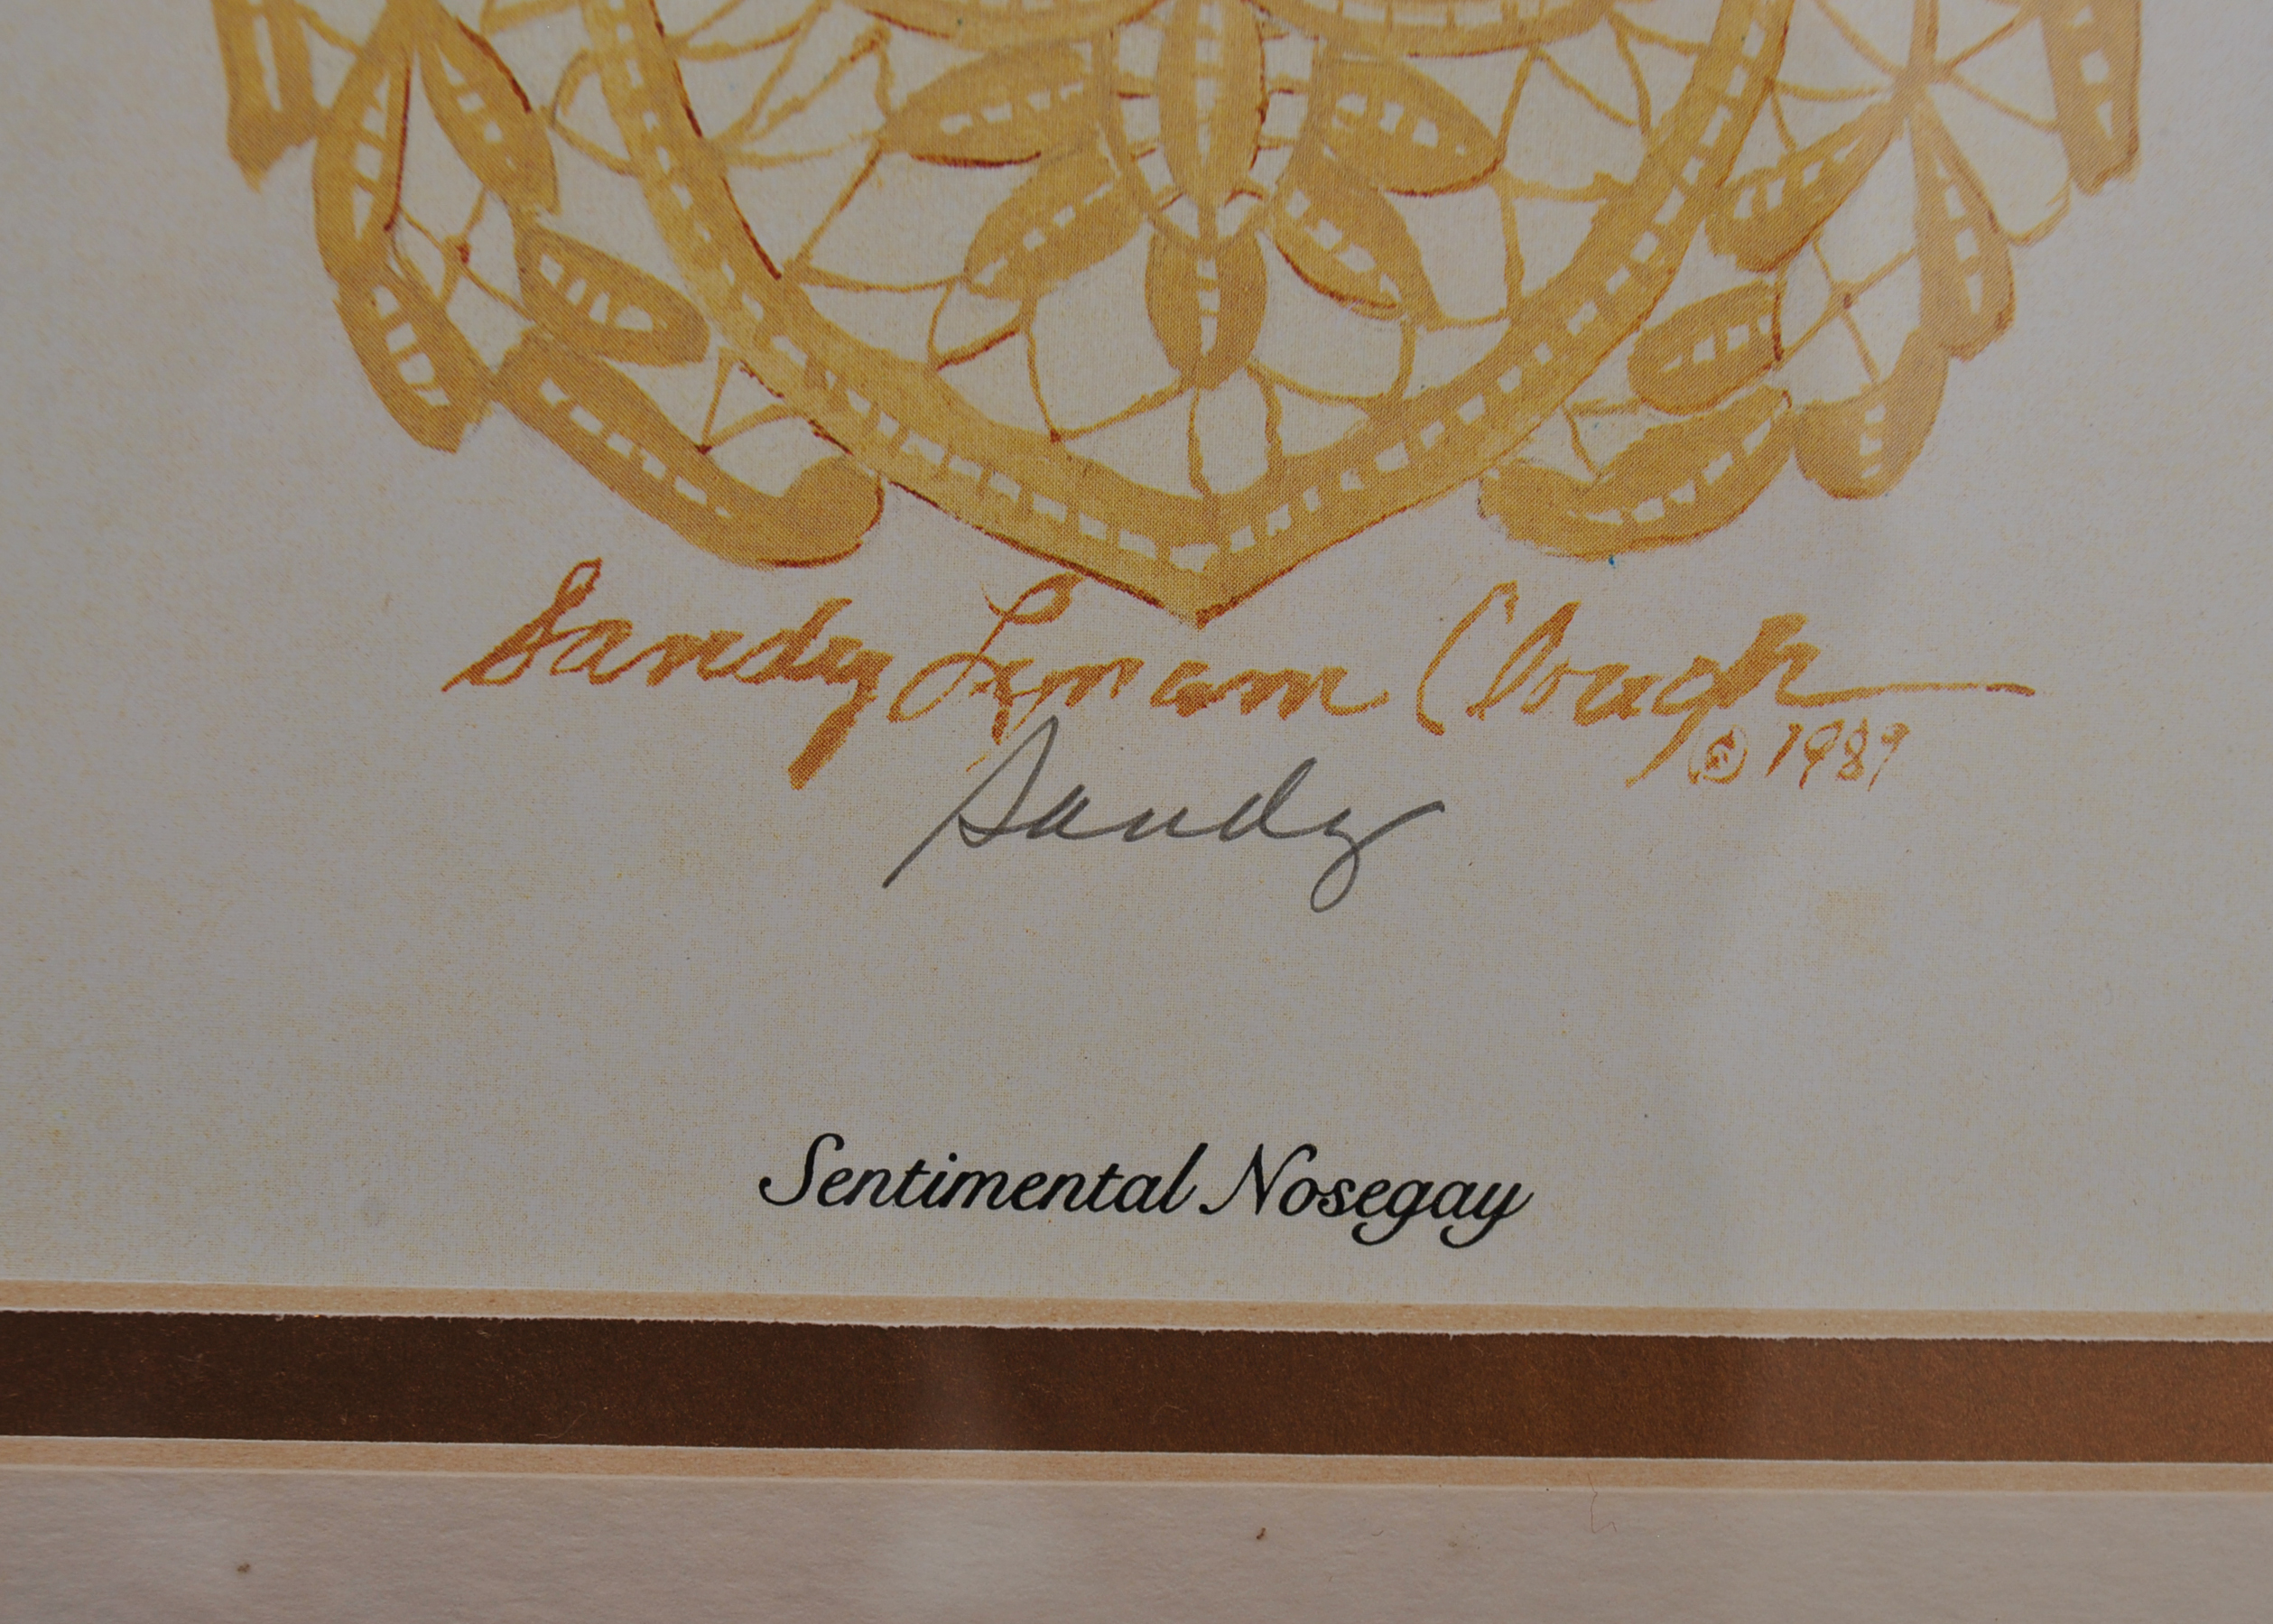 Sandy Lynam Clough
© 1989
Sandy
Sentimental Nosegay